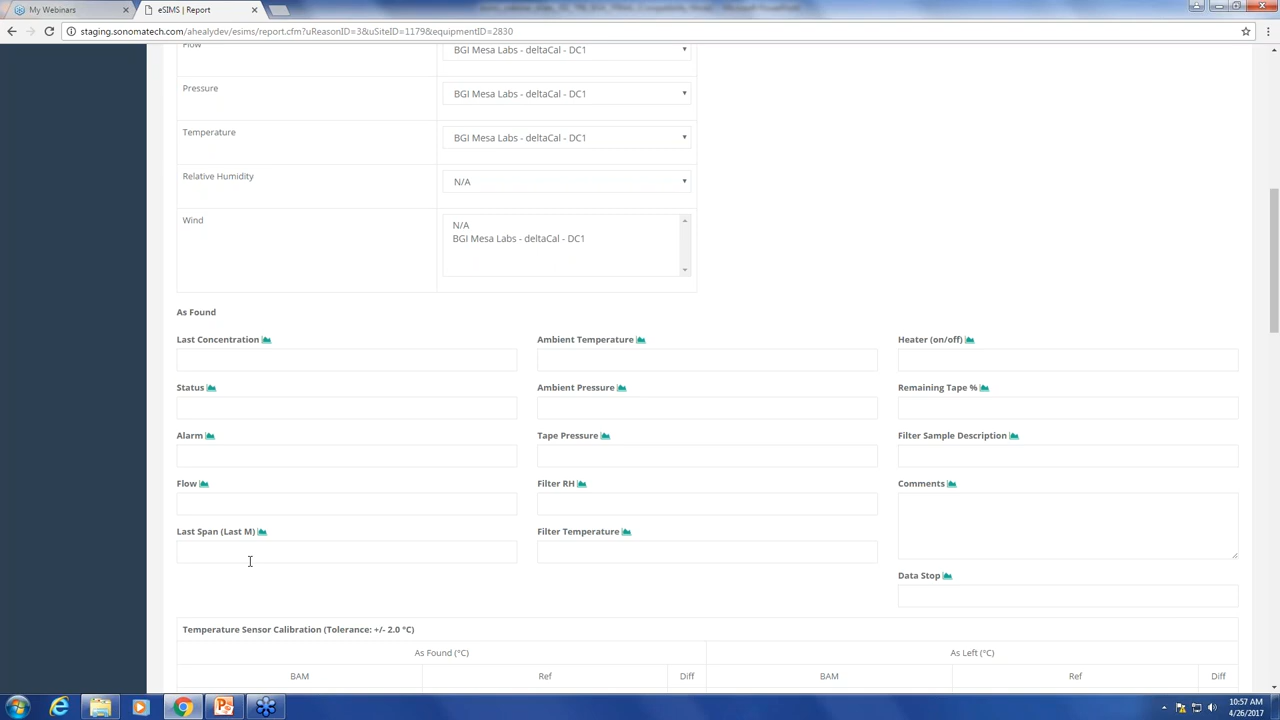 My Webinars
eSIMS | Report
staging.sonomatech.com/ahealydev/esims/report.cfm?uReasonID=3&uSiteID=1179&equipmentID=2830
Flow
BGI Mesa Labs - deltaCal - DC1
Pressure
BGI Mesa Labs - deltaCal - DC1
Temperature
BGI Mesa Labs - deltaCal - DC1
Relative Humidity
N/A
Wind
N/A
BGI Mesa Labs - deltaCal - DC1
As Found
Last Concentration Ambient Temperature Heater (on/off)
Status Ambient Pressure Remaining Tape %
Alarm Tape Pressure Filter Sample Description
Flow Filter RH Comments
Last Span (Last M) Filter Temperature
Data Stop
Temperature Sensor Calibration (Tolerance: +/- 2.0 °C)
As Found (°C) As Left (°C)
BAM Ref Diff BAM Ref Diff
10:57 AM
4/26/2017